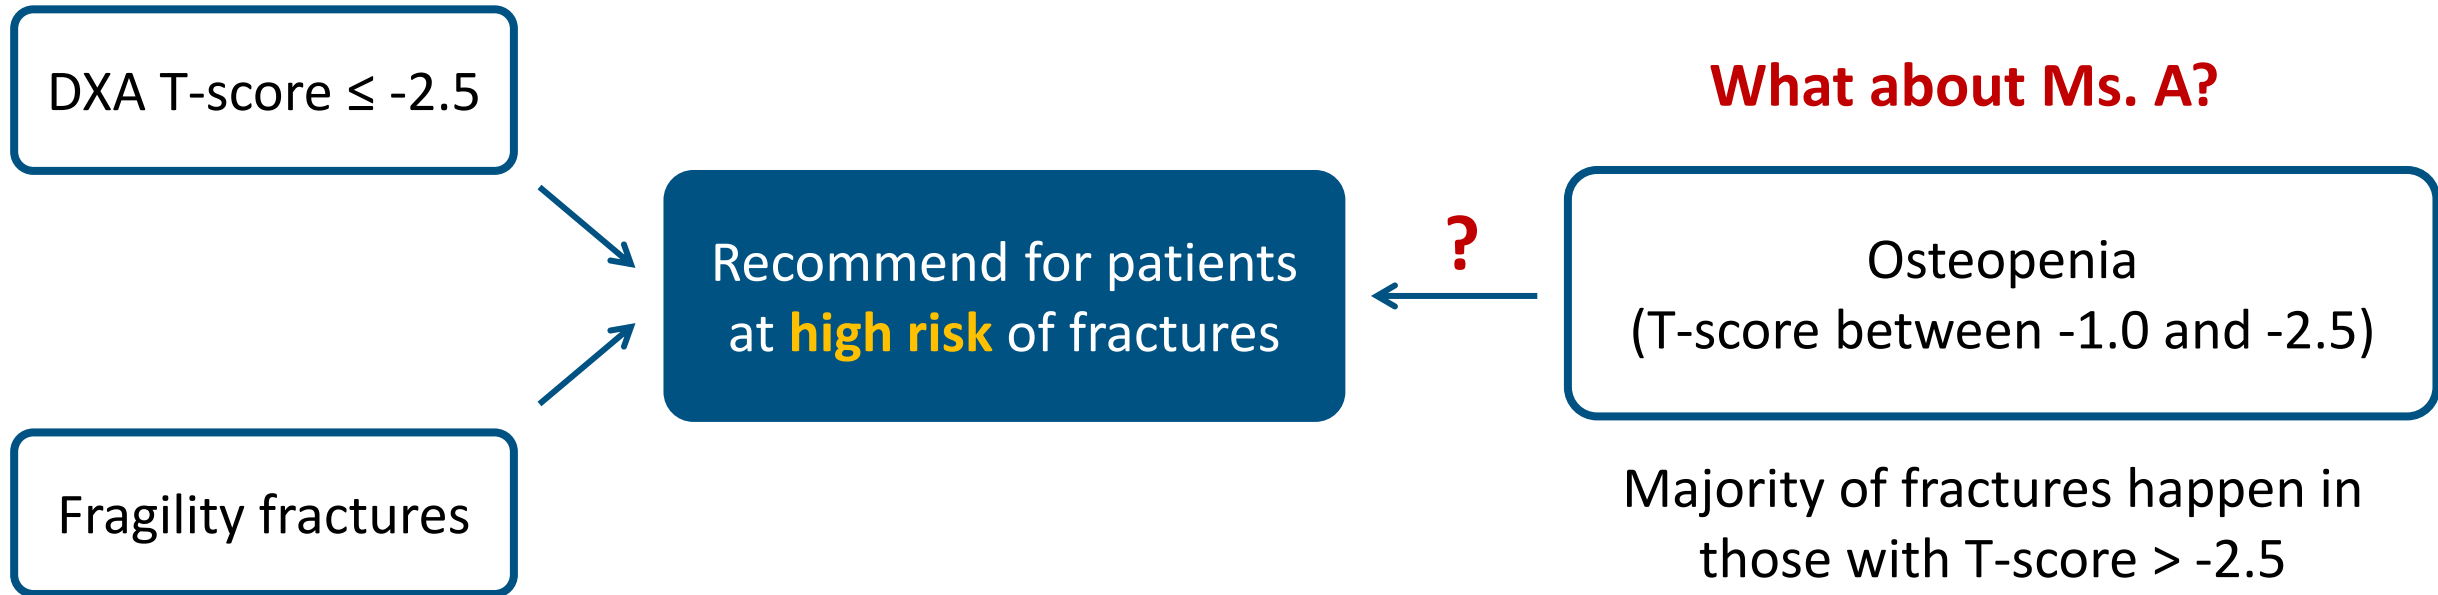 DXA T-score ≤ -2.5
Fragility fractures
Recommend for patients
at high risk of fractures
?
What about Ms. A?
Osteopenia
(T-score between -1.0 and -2.5)
Majority of fractures happen in
those with T-score > -2.5